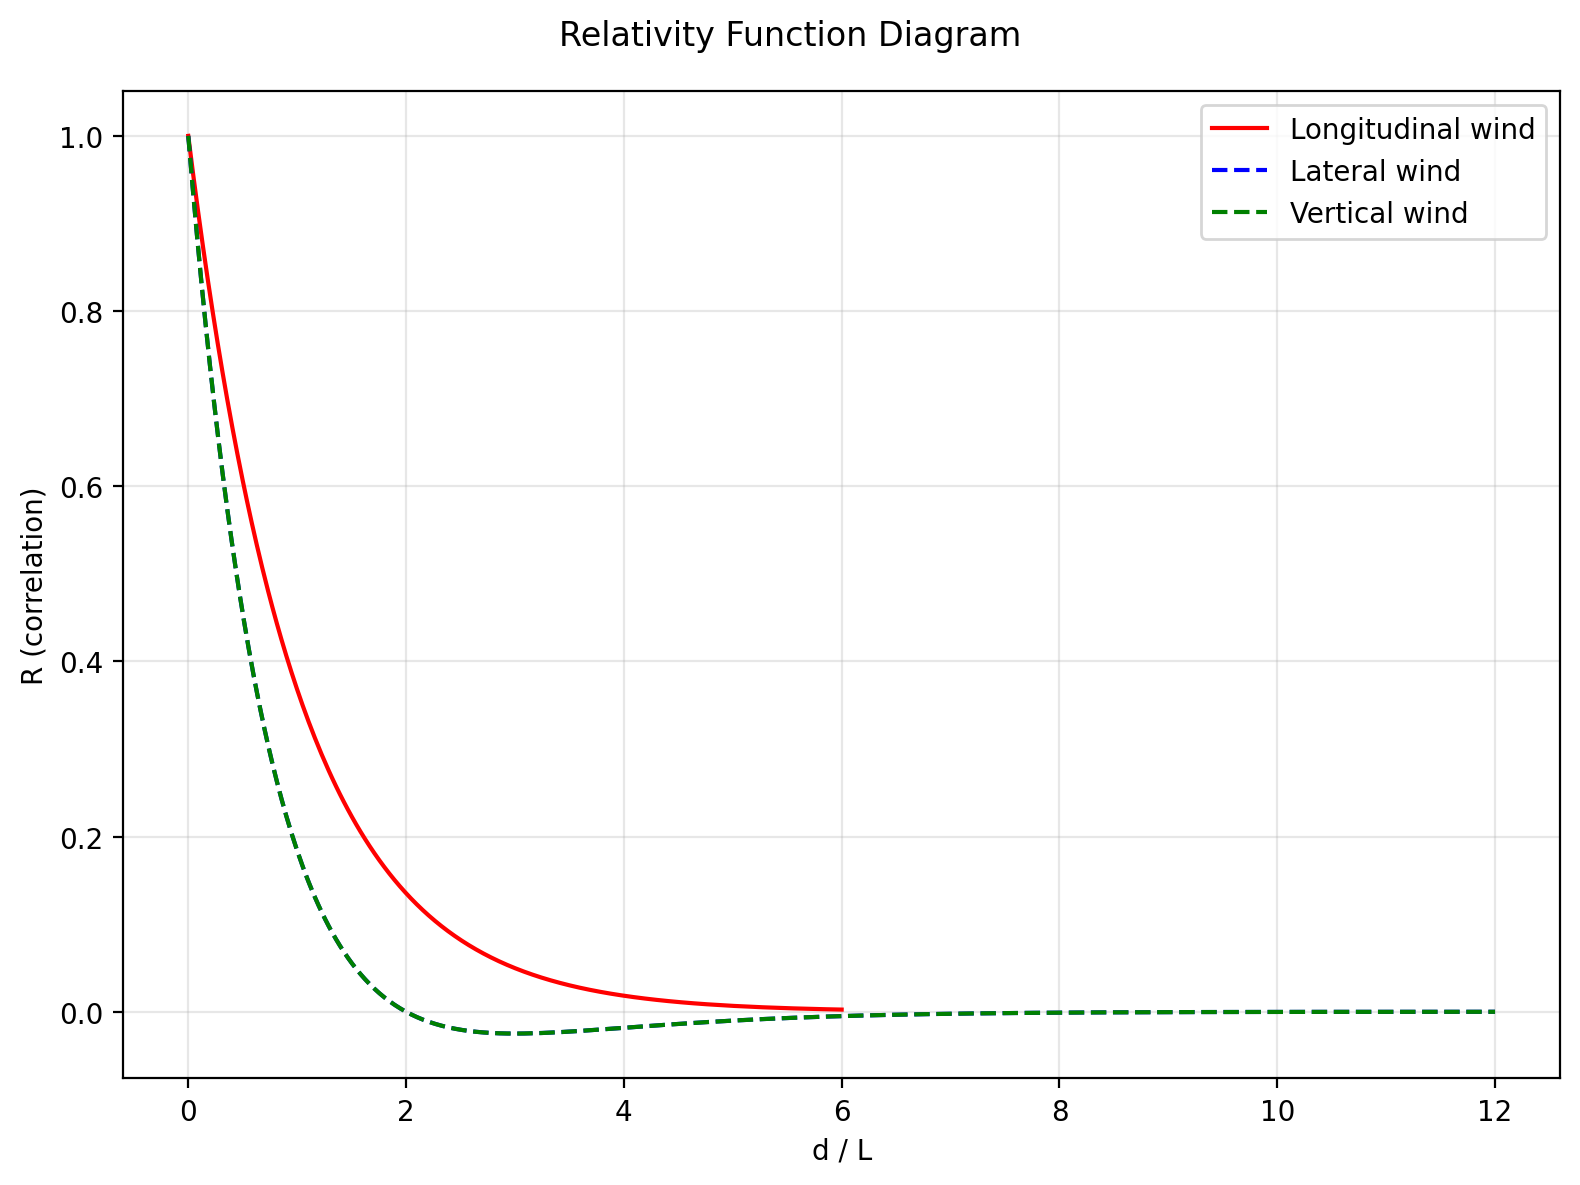 Relativity Function Diagram
Longitudinal wind
Lateral wind
Vertical wind
1.0
0.8
0.6
0.4
0.2
0.0
R (correlation)
0 2 4 6 8 10 12
d / L